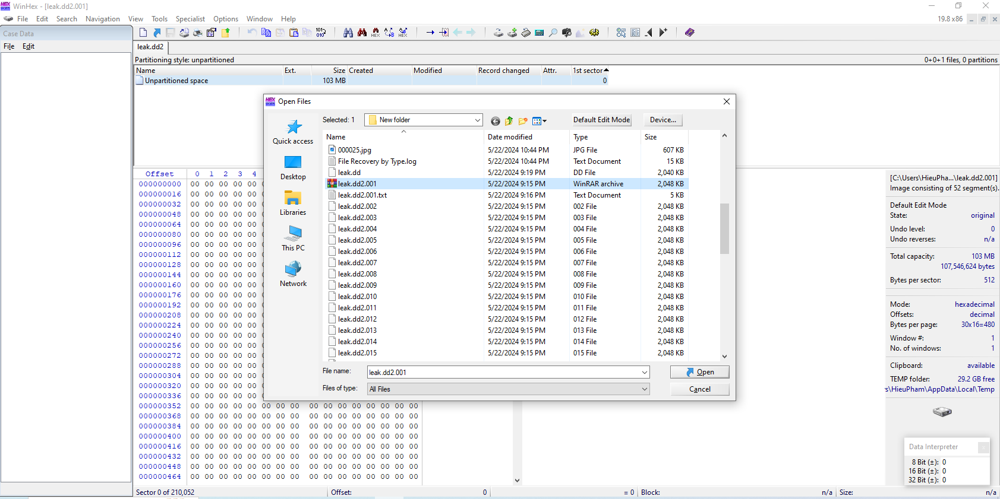 WinHex - [leak.dd2.001]
File Edit Search Navigation View Tools Specialist Options Window Help
19.8 x86
Case Data
File Edit
leak.dd2
Partitioning style: unpartitioned
0+0+1 files, 0 partitions
Name Ext. Size Created Modified Record changed Attr. 1st sector
Unpartitioned space 103 MB 0
Open Files
Selected: 1 New folder Default Edit Mode Device...
Quick access
Desktop
Libraries
This PC
Network
Name Date modified Type Size
000025.jpg 5/22/2024 10:44 PM JPG File 607 KB
File Recovery by Type.log 5/22/2024 10:44 PM Text Document 15 KB
leak.dd 5/22/2024 9:19 PM DD File 2,040 KB
leak.dd2.001 5/22/2024 9:15 PM WinRAR archive 2,048 KB
leak.dd2.001.txt 5/22/2024 9:16 PM Text Document 5 KB
leak.dd2.002 5/22/2024 9:15 PM 002 File 2,048 KB
leak.dd2.003 5/22/2024 9:15 PM 003 File 2,048 KB
leak.dd2.004 5/22/2024 9:15 PM 004 File 2,048 KB
leak.dd2.005 5/22/2024 9:15 PM 005 File 2,048 KB
leak.dd2.006 5/22/2024 9:15 PM 006 File 2,048 KB
leak.dd2.007 5/22/2024 9:15 PM 007 File 2,048 KB
leak.dd2.008 5/22/2024 9:15 PM 008 File 2,048 KB
leak.dd2.009 5/22/2024 9:15 PM 009 File 2,048 KB
leak.dd2.010 5/22/2024 9:15 PM 010 File 2,048 KB
leak.dd2.011 5/22/2024 9:15 PM 011 File 2,048 KB
leak.dd2.012 5/22/2024 9:15 PM 012 File 2,048 KB
leak.dd2.013 5/22/2024 9:15 PM 013 File 2,048 KB
leak.dd2.014 5/22/2024 9:15 PM 014 File 2,048 KB
leak.dd2.015 5/22/2024 9:15 PM 015 File 2,048 KB
File name: leak.dd2.001 Open
Files of type: All Files Cancel
Offset 0 1 2 3 4
000000000 00 00 00 00 00
000000016 00 00 00 00 00
000000032 00 00 00 00 00
000000048 00 00 00 00 00
000000064 00 00 00 00 00
000000080 00 00 00 00 00
000000096 00 00 00 00 00
000000112 00 00 00 00 00
000000128 00 00 00 00 00
000000144 00 00 00 00 00
000000160 00 00 00 00 00
000000176 00 00 00 00 00
000000192 00 00 00 00 00
000000208 00 00 00 00 00
000000224 00 00 00 00 00
000000240 00 00 00 00 00
000000256 00 00 00 00 00
000000272 00 00 00 00 00
000000288 00 00 00 00 00
000000304 00 00 00 00 00
000000320 00 00 00 00 00
000000336 00 00 00 00 00
000000352 00 00 00 00 00 00 00 00 00 00 00 00 00 00 00 00
000000368 00 00 00 00 00 00 00 00 00 00 00 00 00 00 00 00
000000384 00 00 00 00 00 00 00 00 00 00 00 00 00 00 00 00
000000400 00 00 00 00 00 00 00 00 00 00 00 00 00 00 00 00
000000416 00 00 00 00 00 00 00 00 00 00 00 00 00 00 00 00
000000432 00 00 00 00 00 00 00 00 00 00 00 00 00 00 00 00
000000448 00 00 00 00 00 00 00 00 00 00 00 00 00 00 00 00
000000464 00 00 00 00 00 00 00 00 00 00 00 00 00 00 00 00
[C:\Users\HieuPha...\leak.dd2.001]
Image consisting of 52 segment(s).
Default Edit Mode
State: original
Undo level: 0
Undo reverses: n/a
Total capacity: 103 MB
107,546,624 bytes
Bytes per sector: 512
Mode: hexadecimal
Offsets: decimal
Bytes per page: 30x16=480
Window #: 1
No. of windows: 1
Clipboard: available
TEMP folder: 29.2 GB free
s\HieuPham\AppData\Local\Temp
Data Interpreter
8 Bit (±): 0
16 Bit (±): 0
32 Bit (±): 0
Sector 0 of 210,052 Offset: 0 = 0 Block: n/a Size: n/a